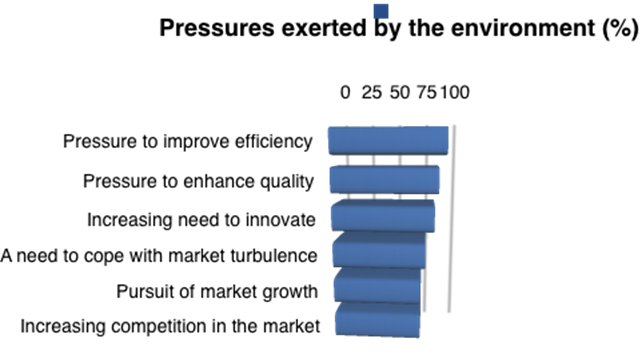 Pressures exerted by the environment (%)
0 25 50 75 100
Pressure to improve efficiency
Pressure to enhance quality
Increasing need to innovate
A need to cope with market turbulence
Pursuit of market growth
Increasing competition in the market